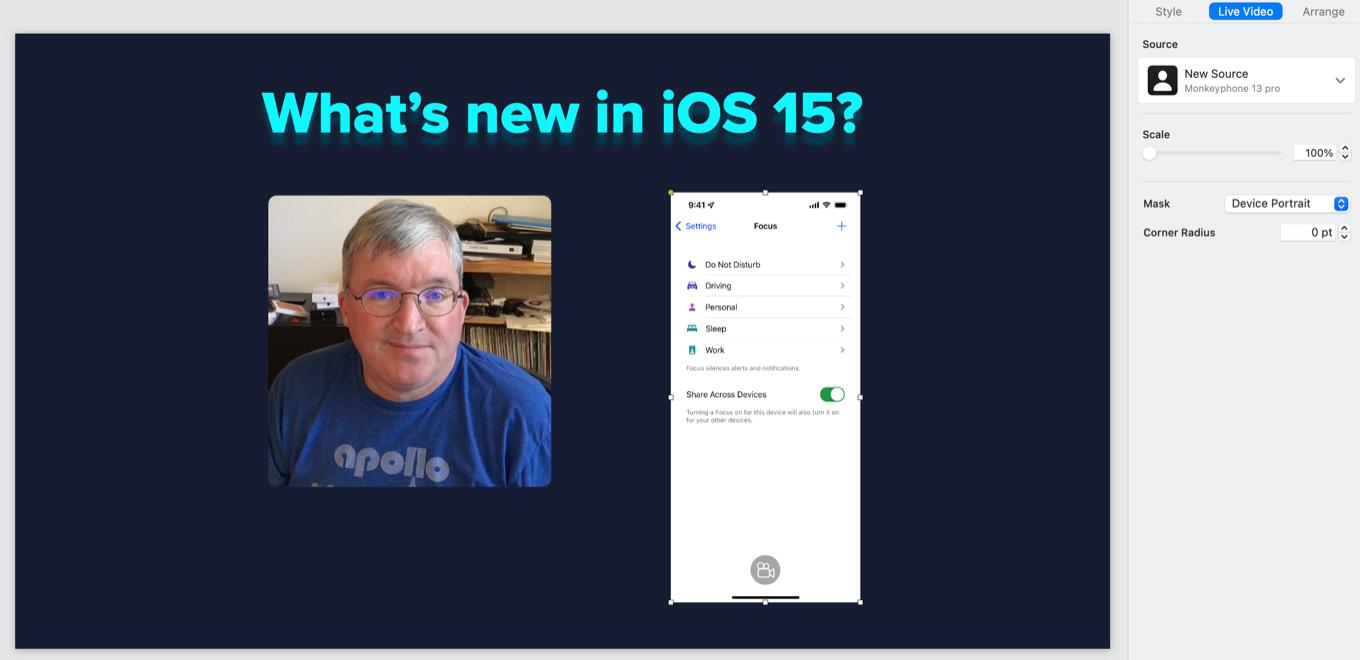 Style Live Video Arrange
Source
New Source
Monkeyphone 13 pro
Scale
100%
Mask Device Portrait
Corner Radius 0 pt
What’s new in iOS 15?
apollo
9:41
Settings Focus
Do Not Disturb
Driving
Personal
Sleep
Work
Focus silences alerts and notifications.
Share Across Devices
Turning a Focus on for this device will also turn it on
for your other devices.